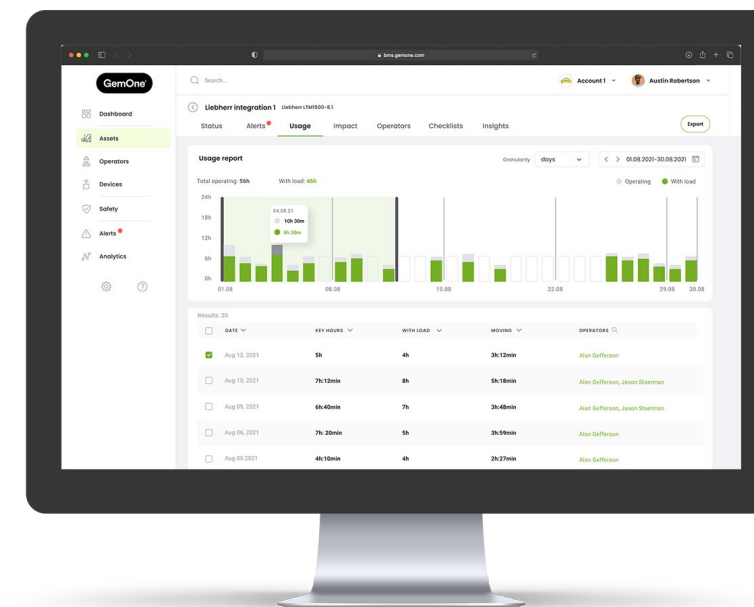 bms.gemone.com
GemOne
Search...
Account 1
Austin Robertson
Liebherr integration 1 Liebherr LTM1500-8.1
Status Alerts Usage Impact Operators Checklists Insights
Export
Dashboard
Assets
Operators
Devices
Safety
Alerts
Analytics
Usage report
Granularity days 01.08.2021-30.08.2021
Total operating: 56h With load: 46h
Operating With load
24h
18h
12h
6h
0h
04.08.21
10h 30m
6h 30m
01.08 08.08 15.08 22.08 29.08 30.08
Results: 20
DATE KEY HOURS WITH LOAD MOVING OPERATORS
Aug 12, 2021 5h 4h 3h:12min Alan Gefferson
Aug 10, 2021 7h:12min 8h 5h:18min Alan Gefferson, Jason Staerman
Aug 09, 2021 6h:40min 7h 3h:48min Alan Gefferson, Jason Staerman
Aug 06, 2021 7h: 20min 5h 3h:59min Alan Gefferson
Aug 05 2021 4h:10min 4h 2h:27min Alan Gefferson